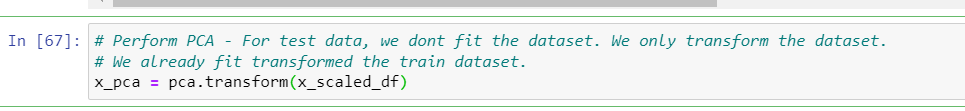 In [67]: # Perform PCA - For test data, we dont fit the dataset. We only transform the dataset.
# We already fit transformed the train dataset.
x_pca = pca.transform(x_scaled_df)